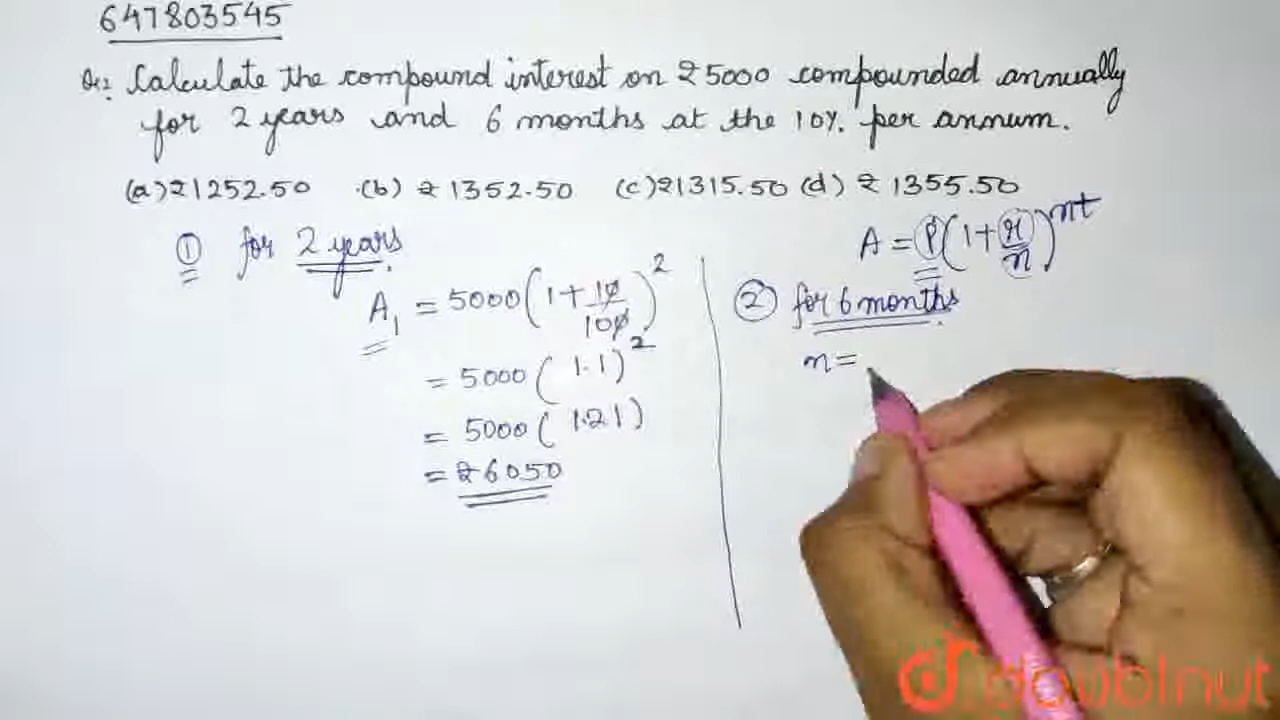 647803545
Q:- Calculate the compound interest on ₹5000 compounded annually
for 2 years and 6 months at the 10%. per annum.
(a) ₹1252.50 (b) ₹ 1352.50 (c) ₹1315.50 (d) ₹ 1355.50
① for 2 years.
A₁ = 5000(1+10/100)²
= 5000(1.1)²
= 5000(1.21)
= ₹6050
A = P(1+r/n)^nt
② for 6 months.
n=
doubtnut